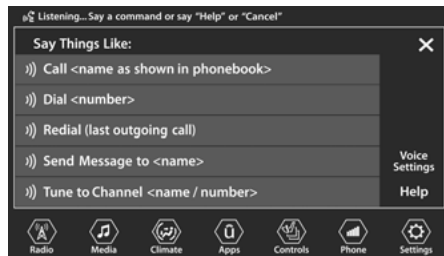 Listening...Say a command or say "Help" or "Cancel"
Say Things Like:
Call <name as shown in phonebook>
Dial <number>
Redial (last outgoing call)
Send Message to <name>
Tune to Channel <name / number>
Voice
Settings
Help
Radio Media Climate Apps Controls Phone Settings